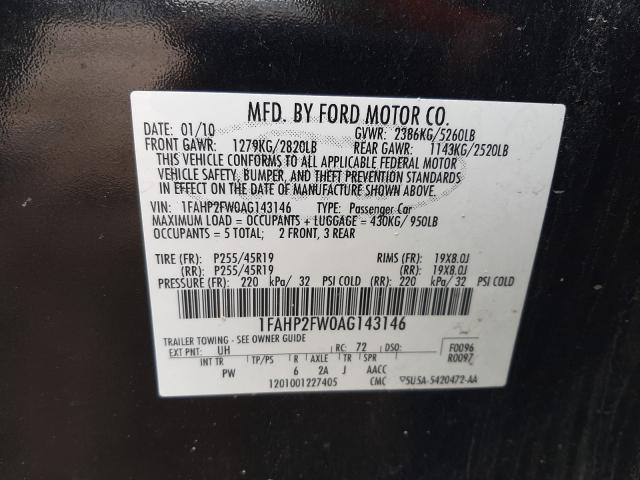 MFD. BY FORD MOTOR CO.
DATE: 01/10 GVWR: 2386KG/5260LB
FRONT GAWR: 1279KG/2820LB REAR GAWR: 1143KG/2520LB
THIS VEHICLE CONFORMS TO ALL APPLICABLE FEDERAL MOTOR
VEHICLE SAFETY, BUMPER, AND THEFT PREVENTION STANDARDS
IN EFFECT ON THE DATE OF MANUFACTURE SHOWN ABOVE.
VIN: 1FAHP2FW0AG143146 TYPE: Passenger Car
MAXIMUM LOAD = OCCUPANTS + LUGGAGE = 430KG/ 950LB
OCCUPANTS = 5 TOTAL; 2 FRONT, 3 REAR
TIRE (FR): P255/45R19 RIMS (FR): 19X8.0J
(RR): P255/45R19 (RR): 19X8.0J
PRESSURE (FR): 220 kPa/ 32 PSI COLD (RR): 220 kPa/ 32 PSI COLD
1FAHP2FW0AG143146
TRAILER TOWING - SEE OWNER GUIDE
EXT PNT: UH RC: 72 DSO: F0096
R0097
INT TR TP/PS R AXLE TR SPR
PW 6 2A J AACC
1201001227405 CMC 5U5A-5420472-AA